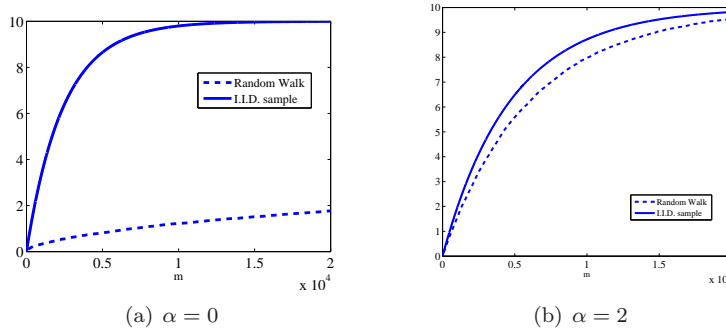 10
8
6
4
2
0
Random Walk
I.I.D. sample
0 0.5 1 1.5 2
m
x 10^4
(a) α = 0
10
9
8
7
6
5
4
3
2
1
0
Random Walk
I.I.D. sample
0 0.5 1 1.5
m
x 10
(b) α = 2